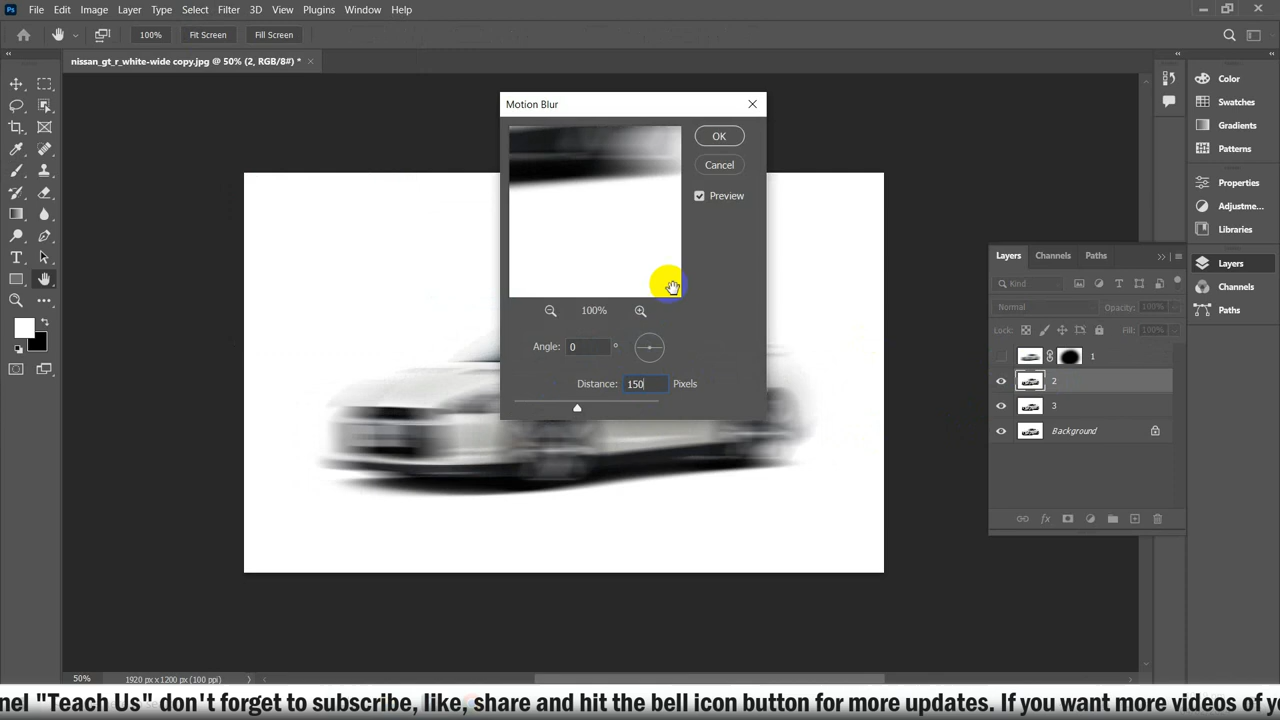 Ps File Edit Image Layer Type Select Filter 3D View Plugins Window Help
100% Fit Screen Fill Screen
nissan_gt_r_white-wide copy.jpg @ 50% (2, RGB/8#) *
Motion Blur
OK
Cancel
Preview
100%
Angle: 0 °
Distance: 150 Pixels
Color
Swatches
Gradients
Patterns
Properties
Adjustme...
Libraries
Layers
Channels
Paths
Layers Channels Paths
Kind
Normal Opacity: 100%
Lock: Fill: 100%
1
2
3
Background
50% 1920 px x 1200 px (100 ppi)
nel "Teach Us" don't forget to subscribe, like, share and hit the bell icon button for more updates. If you want more videos of y